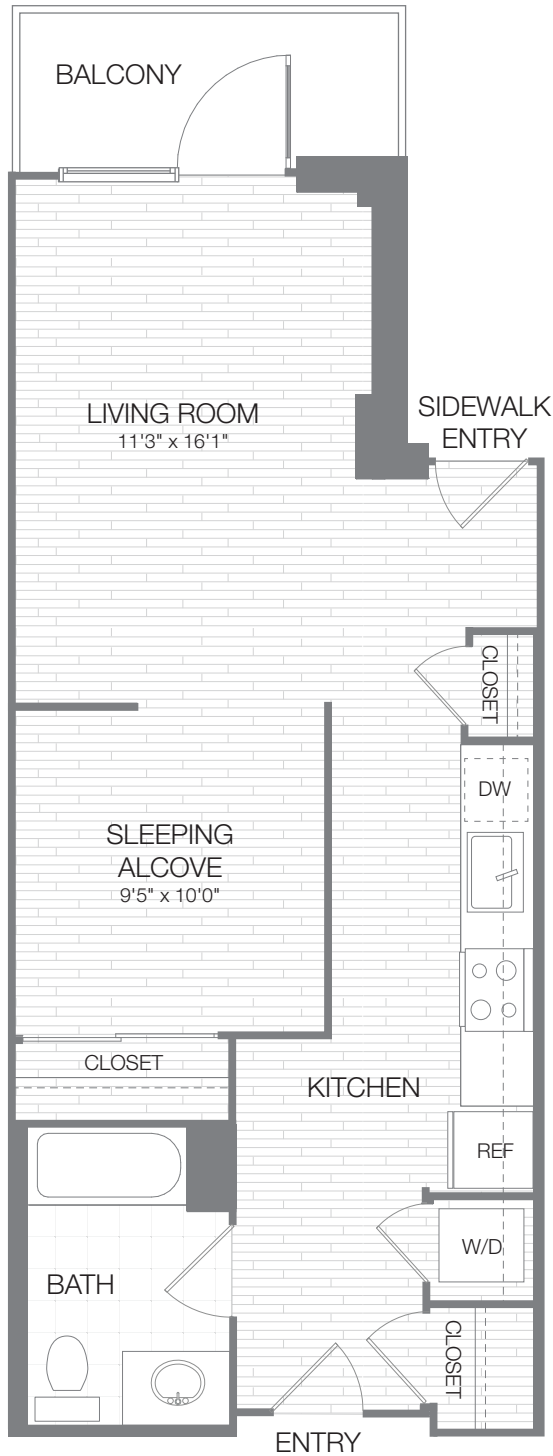 BALCONY
LIVING ROOM
11'3" x 16'1"
SIDEWALK
ENTRY
CLOSET
DW
SLEEPING
ALCOVE
9'5" x 10'0"
CLOSET
KITCHEN
REF
W/D
BATH
CLOSET
ENTRY